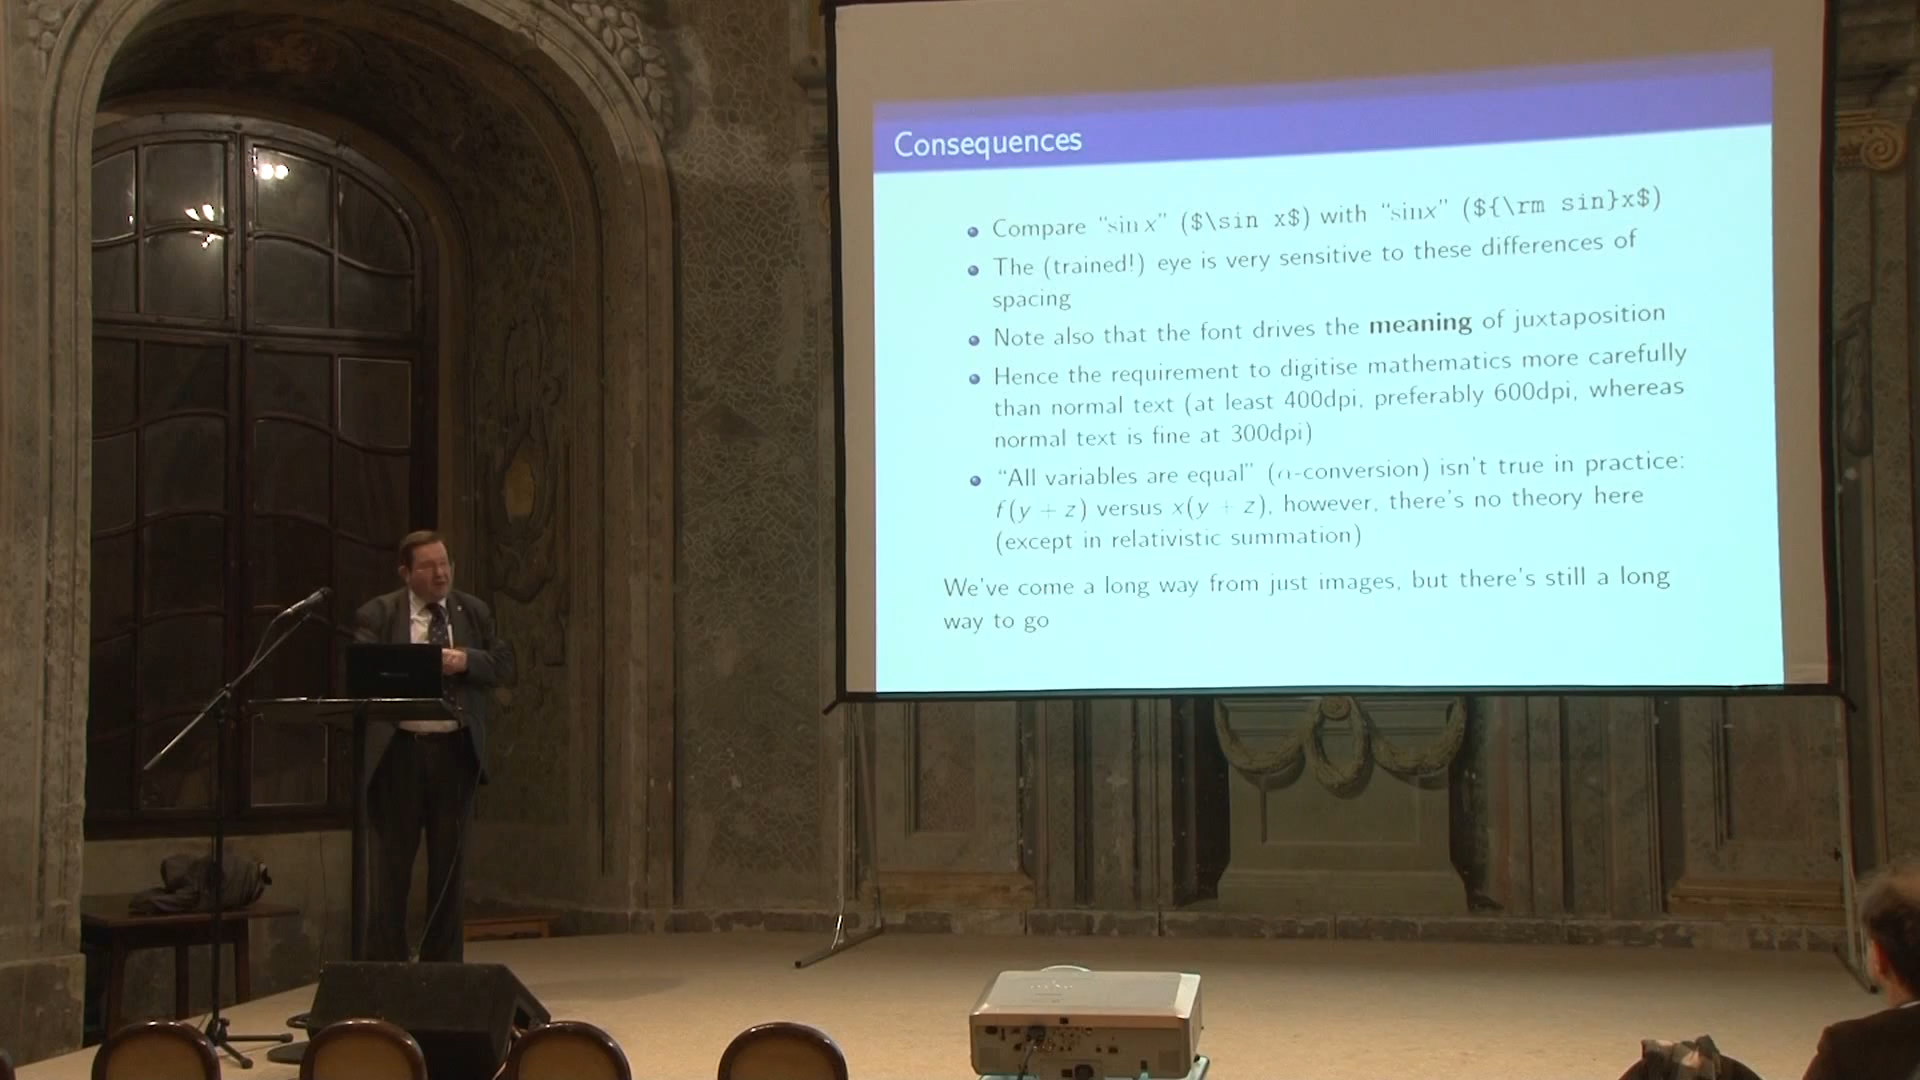 Consequences
Compare “sin x” ($\sin x$) with “sinx” (${\rm sin}x$)
The (trained!) eye is very sensitive to these differences of
spacing
Note also that the font drives the meaning of juxtaposition
Hence the requirement to digitise mathematics more carefully
than normal text (at least 400dpi, preferably 600dpi, whereas
normal text is fine at 300dpi)
“All variables are equal” (α-conversion) isn't true in practice:
f(y + z) versus x(y + z), however, there's no theory here
(except in relativistic summation)
We've come a long way from just images, but there's still a long
way to go